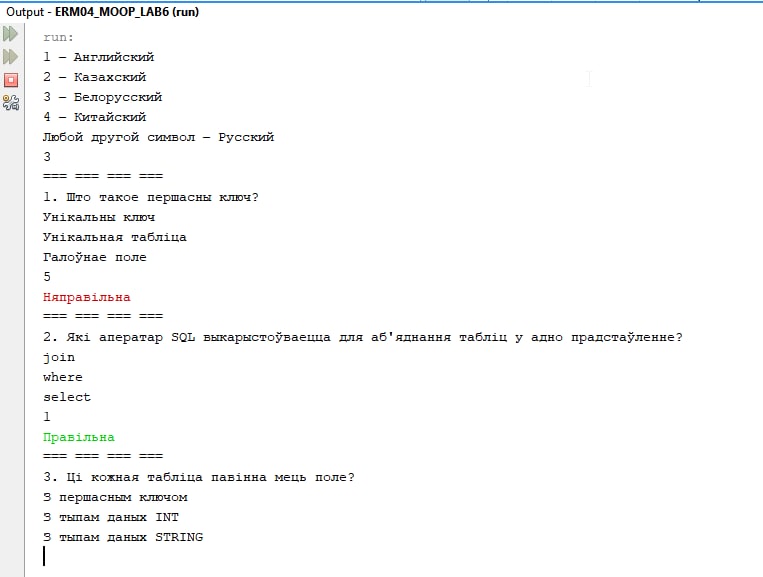 Output - ERM04_MOOP_LAB6 (run)
run:
1 – Английский
2 – Казахский
3 – Белорусский
4 – Китайский
Любой другой символ – Русский
3
=== === === ===
1. Што такое першасны ключ?
Унікальны ключ
Унікальная табліца
Галоўнае поле
5
Няправільна
=== === === ===
2. Які аператар SQL выкарыстоўваецца для аб'яднання табліц у адно прадстаўленне?
join
where
select
1
Правільна
=== === === ===
3. Ці кожная табліца павінна мець поле?
З першасным ключом
З тыпам даных INT
З тыпам даных STRING